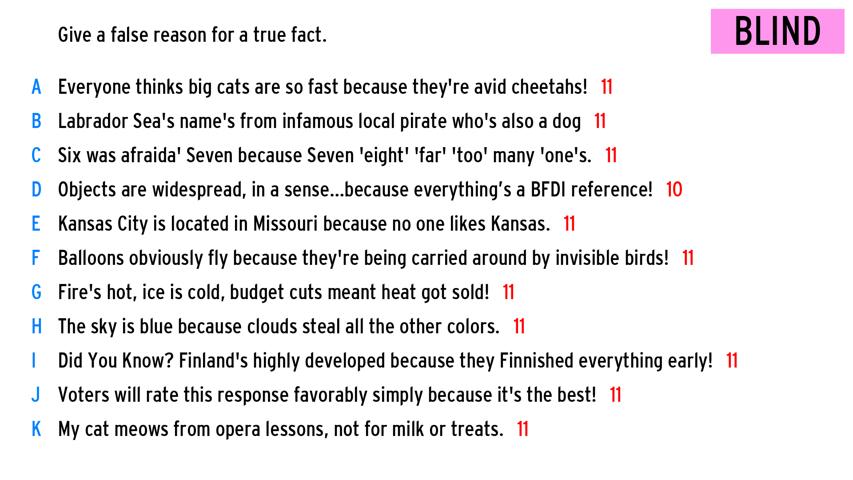 Give a false reason for a true fact.
BLIND
A Everyone thinks big cats are so fast because they're avid cheetahs! 11
B Labrador Sea's name's from infamous local pirate who's also a dog 11
C Six was afraida' Seven because Seven 'eight' 'far' 'too' many 'one's. 11
D Objects are widespread, in a sense...because everything's a BFDI reference! 10
E Kansas City is located in Missouri because no one likes Kansas. 11
F Balloons obviously fly because they're being carried around by invisible birds! 11
G Fire's hot, ice is cold, budget cuts meant heat got sold! 11
H The sky is blue because clouds steal all the other colors. 11
I Did You Know? Finland's highly developed because they Finnished everything early! 11
J Voters will rate this response favorably simply because it's the best! 11
K My cat meows from opera lessons, not for milk or treats. 11